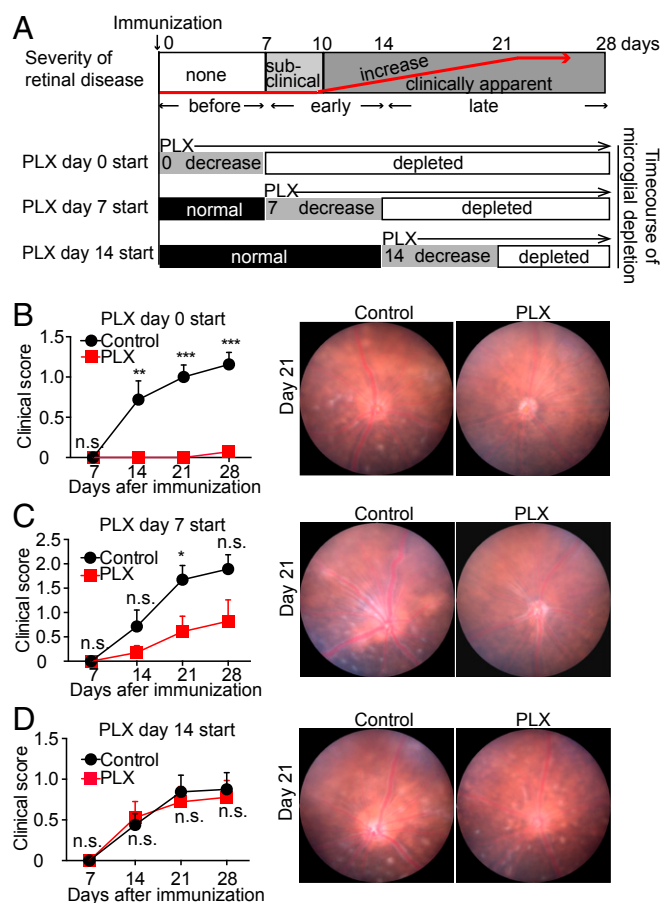 A
Immunization
0 7 10 14 21 28 days
Severity of
retinal disease
none
sub-
clinical
increase
clinically apparent
before early late
PLX
PLX day 0 start
0 decrease
depleted
PLX
PLX day 7 start
normal
7 decrease
depleted
PLX
PLX day 14 start
normal
14 decrease
depleted
Timecourse of
microglial depletion
B
PLX day 0 start
Control
PLX
Clinical score
1.5
1.0
0.5
0
n.s.
**
***
***
7 14 21 28
Days afer immunization
Control
PLX
Day 21
C
PLX day 7 start
Control
PLX
Clinical score
2.5
2.0
1.5
1.0
0.5
0
n.s.
n.s.
*
n.s.
7 14 21 28
Days afer immunization
Control
PLX
Day 21
D
PLX day 14 start
Control
PLX
Clinical score
1.5
1.0
0.5
0
n.s.
n.s.
n.s.
n.s.
7 14 21 28
Days after immunization
Control
PLX
Day 21